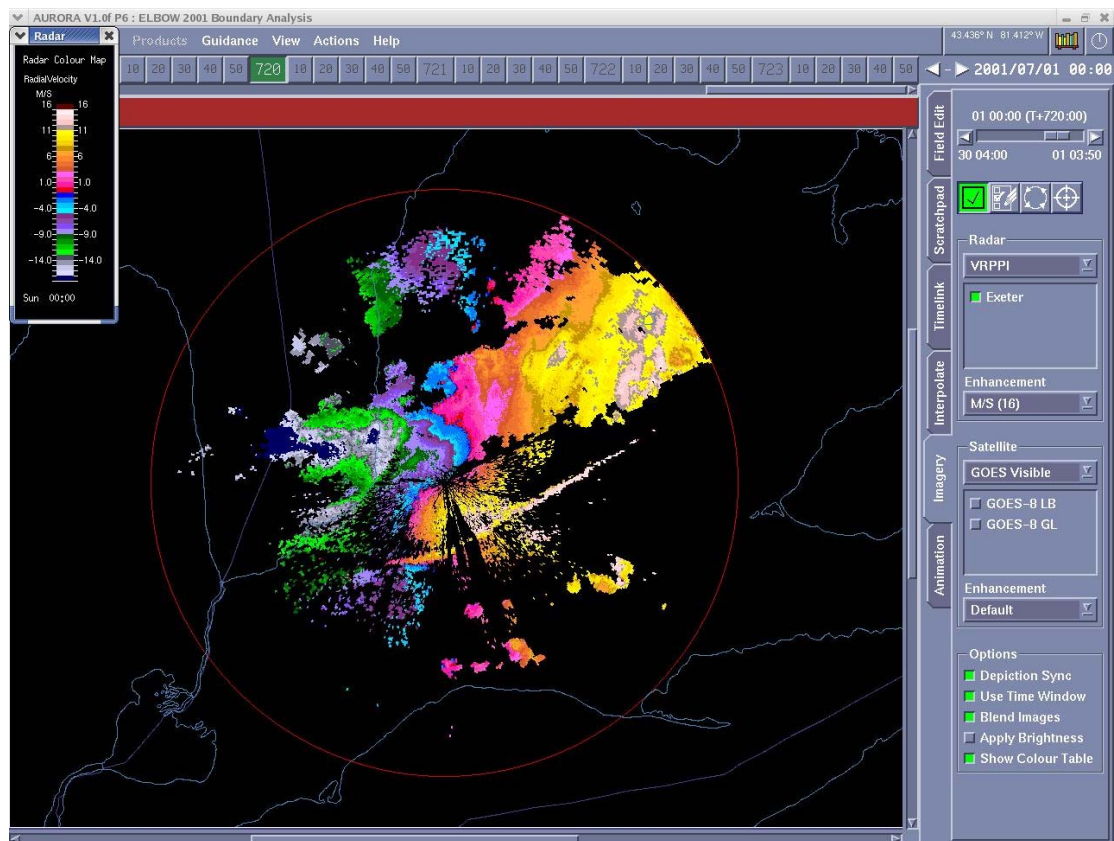 AURORA V1.0f P6 : ELBOW 2001 Boundary Analysis
Radar
Products Guidance View Actions Help
43.436° N 81.412° W
10 20 30 40 50 720 10 20 30 40 50 721 10 20 30 40 50 722 10 20 30 40 50 723 10 20 30 40 50
2001/07/01 00:00
Radar Colour Map
RadialVelocity
M/S
16 16
11 11
6 6
1.0 1.0
-4.0 -4.0
-9.0 -9.0
-14.0 -14.0
Sun 00:00
Field Edit
Scratchpad
Timelink
Interpolate
Imagery
Animation
01 00:00 (T+720:00)
30 04:00 01 03:50
Radar
VRPPI
Exeter
Enhancement
M/S (16)
Satellite
GOES Visible
GOES-8 LB
GOES-8 GL
Enhancement
Default
Options
Depiction Sync
Use Time Window
Blend Images
Apply Brightness
Show Colour Table